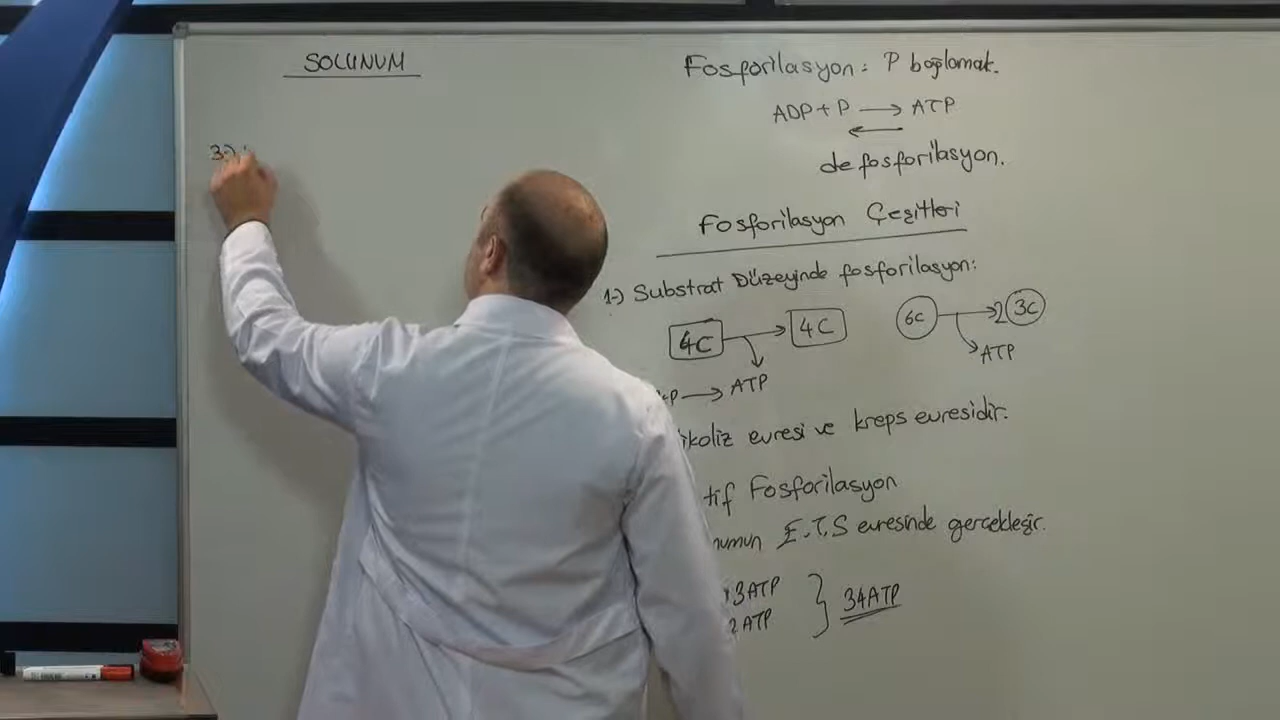 SOLUNUM
3-)
Fosforilasyon: P bağlamak.
ADP + P → ATP
←
defosforilasyon.
Fosforilasyon Çeşitleri
1-) Substrat Düzeyinde fosforilasyon:
4C → 4C 6C → 2 3C
ATP
P → ATP
ikoliz evresi ve kreps evresidir.
tif Fosforilasyon
numun E.T.S evresinde gerçekleşir.
3ATP
2ATP } 34ATP